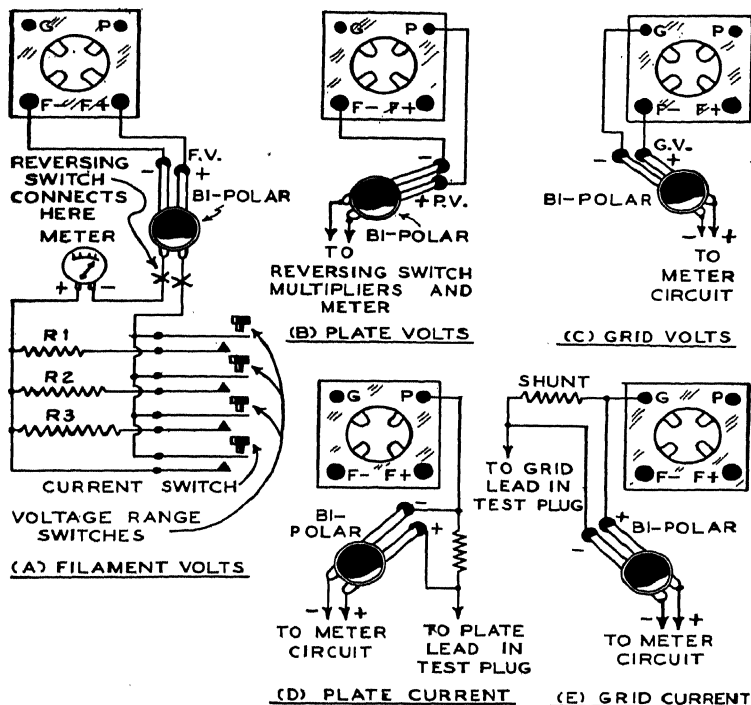 G P
F- F+
F.V.
- +
REVERSING
SWITCH
CONNECTS
HERE
BI-POLAR
METER
+ -
R1
R2
R3
CURRENT SWITCH
VOLTAGE RANGE
SWITCHES
(A) FILAMENT VOLTS
G P
F- F+
-
+ P.V.
BI-POLAR
TO
REVERSING SWITCH
MULTIPLIERS AND
METER
(B) PLATE VOLTS
G P
F- F+
G.V.
- +
BI-POLAR
- +
TO
METER
CIRCUIT
(C) GRID VOLTS
G P
F- F+
BI-
POLAR
-
+
- +
TO METER
CIRCUIT
TO PLATE
LEAD IN
TEST PLUG
(D) PLATE CURRENT
SHUNT
G P
F- F+
TO GRID
LEAD IN
TEST PLUG
+
-
BI-POLAR
- +
TO METER
CIRCUIT
(E) GRID CURRENT